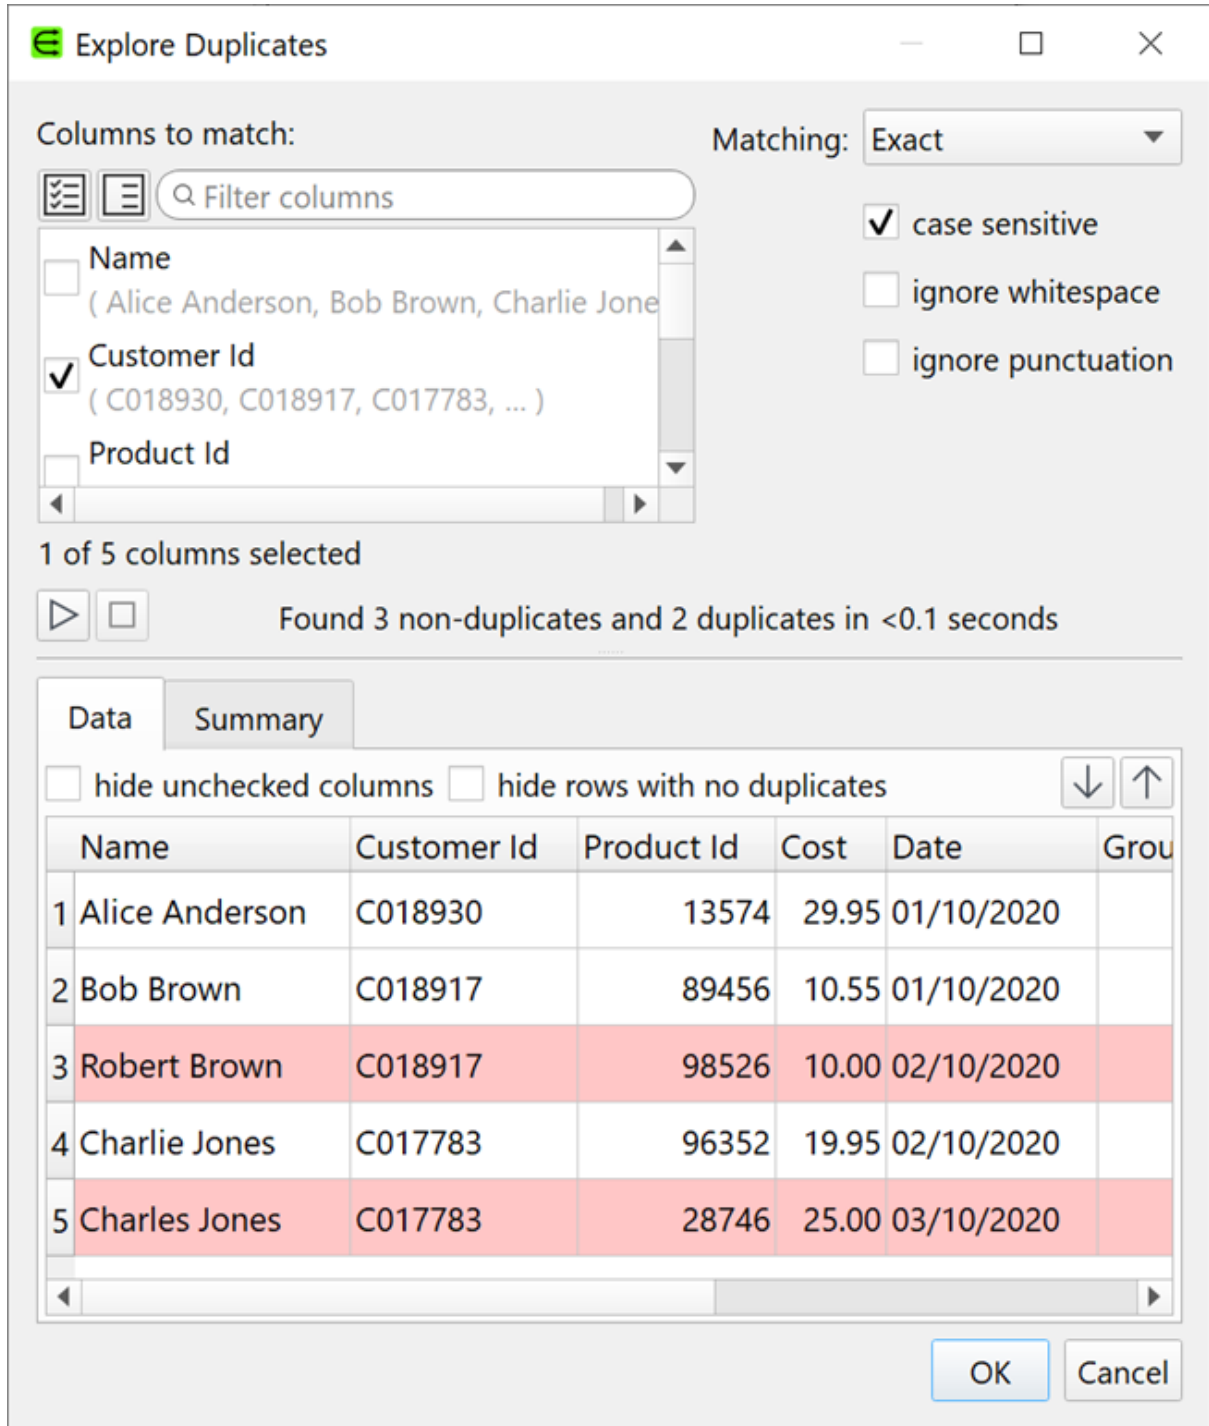 Explore Duplicates
Columns to match:
Matching: Exact
Filter columns
case sensitive
Name
( Alice Anderson, Bob Brown, Charlie Jone
ignore whitespace
Customer Id
( C018930, C018917, C017783, ... )
ignore punctuation
Product Id
1 of 5 columns selected
Found 3 non-duplicates and 2 duplicates in <0.1 seconds
Data Summary
hide unchecked columns hide rows with no duplicates
Name Customer Id Product Id Cost Date Grou
1 Alice Anderson C018930 13574 29.95 01/10/2020
2 Bob Brown C018917 89456 10.55 01/10/2020
3 Robert Brown C018917 98526 10.00 02/10/2020
4 Charlie Jones C017783 96352 19.95 02/10/2020
5 Charles Jones C017783 28746 25.00 03/10/2020
OK Cancel